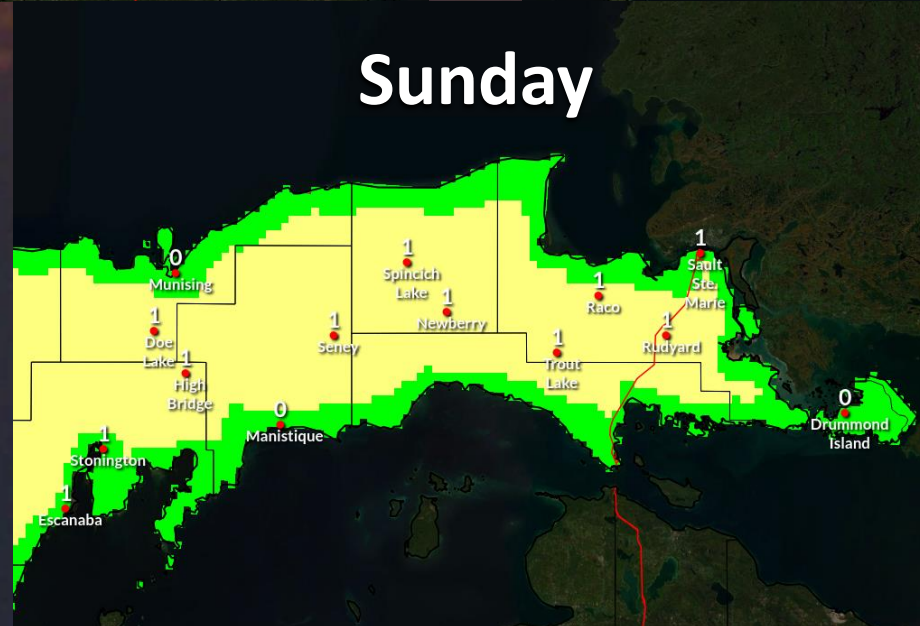 Sunday
1
Sault
Ste.
Marie
0
Munising
1
Spincich
Lake
1
Raco
1
Newberry
1
Doe
Lake
1
Seney
1
Rudyard
1
Trout
Lake
1
High
Bridge
0
Manistique
0
Drummond
Island
1
Stonington
1
Escanaba